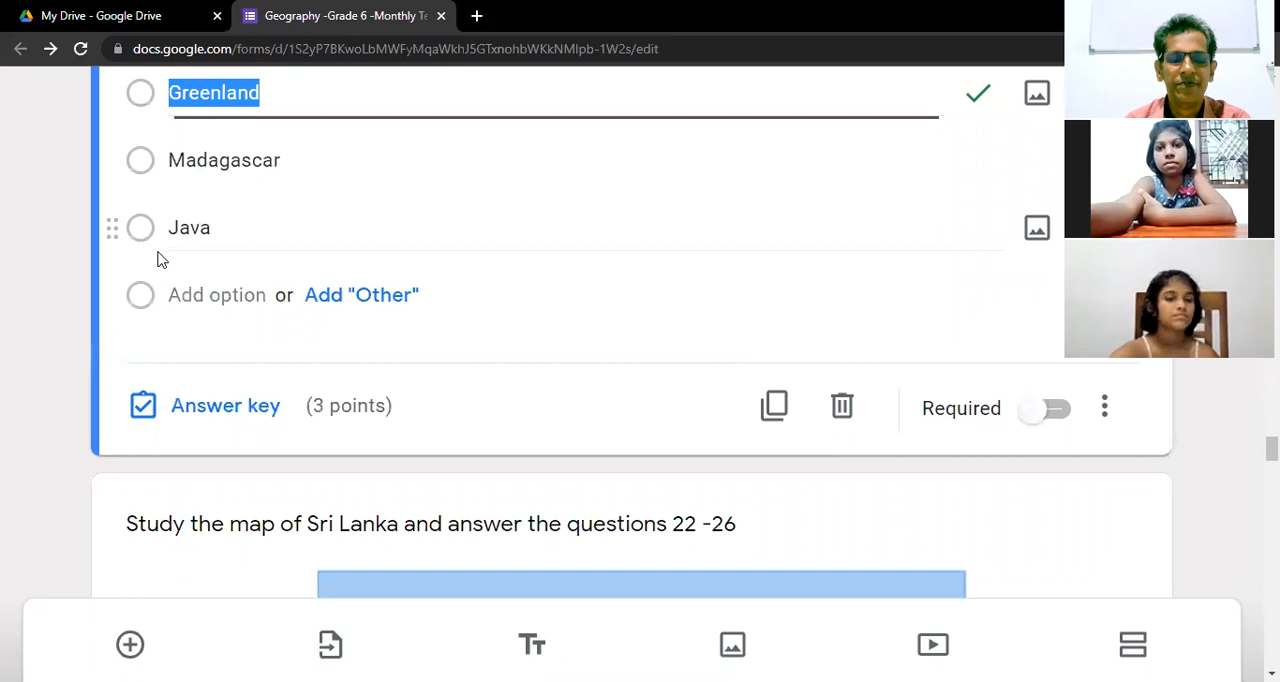 My Drive - Google Drive
Geography -Grade 6 -Monthly Te
docs.google.com/forms/d/1S2yP7BKwoLbMWFyMqaWkhJ5GTxnohbWKkNMlpb-1W2s/edit
Greenland
Madagascar
Java
Add option or Add "Other"
Answer key (3 points)
Required
Study the map of Sri Lanka and answer the questions 22 -26
Tт